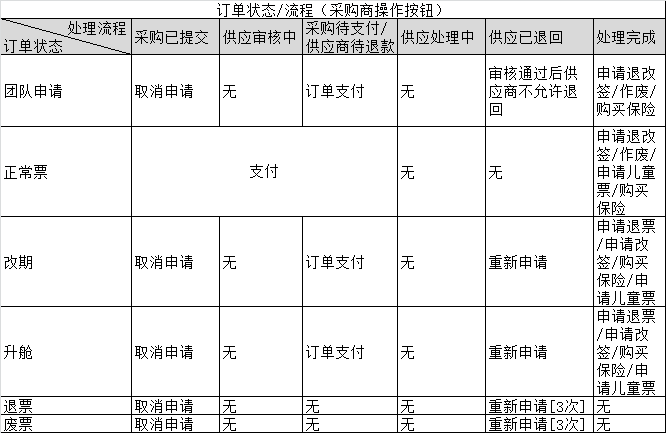 订单状态/流程（采购商操作按钮）
处理流程
订单状态
采购已提交
供应审核中
采购待支付/
供应商待退款
供应处理中
供应已退回
处理完成
团队申请
取消申请
无
订单支付
无
审核通过后供
应商不允许退
回
申请退改
签/作废/
购买保险
正常票
支付
无
无
申请退改
签/作废/
申请儿童
票/购买
保险
改期
取消申请
无
订单支付
无
重新申请
申请退票
/申请改
签/购买
保险/申
请儿童票
升舱
取消申请
无
订单支付
无
重新申请
申请退票
/申请改
签/购买
保险/申
请儿童票
退票
取消申请
无
无
无
重新申请[3次]
无
废票
取消申请
无
无
无
重新申请[3次]
无